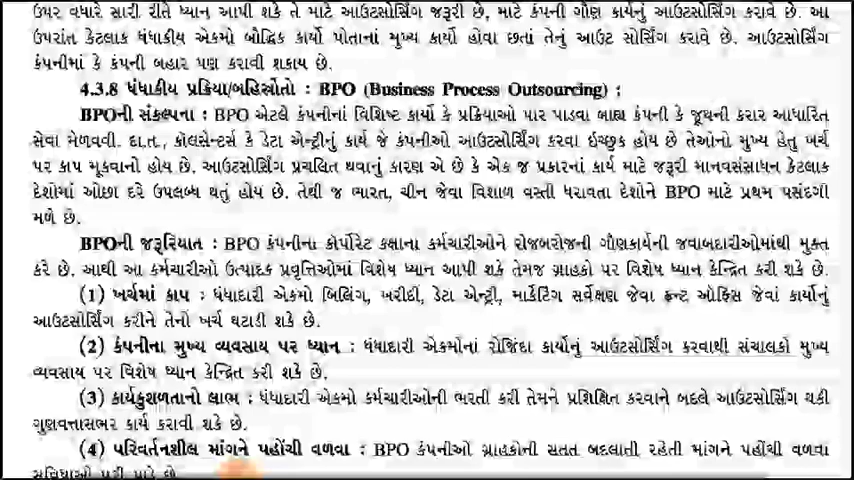 ઉપર વધારે સારી રીતે ધ્યાન આપી શકે તે માટે આઉટસોર્સિંગ જરૂરી છે, માટે કંપની ગૌણ કાર્યનું આઉટસોર્સિંગ કરાવે છે. આ
ઉપરાંત કેટલાક ધંધાકીય એકમો બૌદ્ધિક કાર્યો પોતાનાં મુખ્ય કાર્યો હોવા છતાં તેનું આઉટ સોર્સિંગ કરાવે છે. આઉટસોર્સિંગ
કંપનીમાં કે કંપની બહાર પણ કરાવી શકાય છે.
4.3.8 ધંધાકીય પ્રક્રિયા/બહિર્સ્રોતો : BPO (Business Process Outsourcing) :
BPOની સંકલ્પના : BPO એટલે કંપનીનાં વિશિષ્ટ કાર્યો કે પ્રક્રિયાઓ પાર પાડવા બાહ્ય કંપની કે જૂથની કરાર આધારિત
સેવા મેળવવી. દા.ત., કૉલસેન્ટર્સ કે ડેટા એન્ટ્રીનું કાર્ય જે કંપનીઓ આઉટસોર્સિંગ કરવા ઇચ્છુક હોય છે તેઓનો મુખ્ય હેતુ ખર્ચ
પર કાપ મૂકવાનો હોય છે. આઉટસોર્સિંગ પ્રચલિત થવાનું કારણ એ છે કે એક જ પ્રકારનાં કાર્ય માટે જરૂરી માનવસંસાધન કેટલાક
દેશોમાં ઓછા દરે ઉપલબ્ધ થતું હોય છે. તેથી જ ભારત, ચીન જેવા વિશાળ વસ્તી ધરાવતા દેશોને BPO માટે પ્રથમ પસંદગી
મળે છે.
BPOની જરૂરિયાત : BPO કંપનીના કૉર્પોરેટ કક્ષાના કર્મચારીઓને રોજબરોજની ગૌણકાર્યની જવાબદારીઓમાંથી મુક્ત
કરે છે. આથી આ કર્મચારીઓ ઉત્પાદક પ્રવૃત્તિઓમાં વિશેષ ધ્યાન આપી શકે તેમજ ગ્રાહકો પર વિશેષ ધ્યાન કેન્દ્રિત કરી શકે છે.
(1) ખર્ચમાં કાપ : ધંધાદારી એકમો બિલિંગ, ખરીદી, ડેટા એન્ટ્રી, માર્કેટિંગ સર્વેક્ષણ જેવા ફ્રન્ટ ઑફિસ જેવાં કાર્યોનું
આઉટસોર્સિંગ કરીને તેનો ખર્ચ ઘટાડી શકે છે.
(2) કંપનીના મુખ્ય વ્યવસાય પર ધ્યાન : ધંધાદારી એકમોનાં રોજિંદા કાર્યોનું આઉટસોર્સિંગ કરવાથી સંચાલકો મુખ્ય
વ્યવસાય પર વિશેષ ધ્યાન કેન્દ્રિત કરી શકે છે.
(3) કાર્યકુશળતાનો લાભ : ધંધાદારી એકમો કર્મચારીઓની ભરતી કરી તેમને પ્રશિક્ષિત કરવાને બદલે આઉટસોર્સિંગ થકી
ગુણવત્તાસભર કાર્ય કરાવી શકે છે.
(4) પરિવર્તનશીલ માંગને પહોંચી વળવા : BPO કંપનીઓ ગ્રાહકોની સતત બદલાતી રહેતી માંગને પહોંચી વળવા
સુવિધાઓ પૂરી પાડે છે.